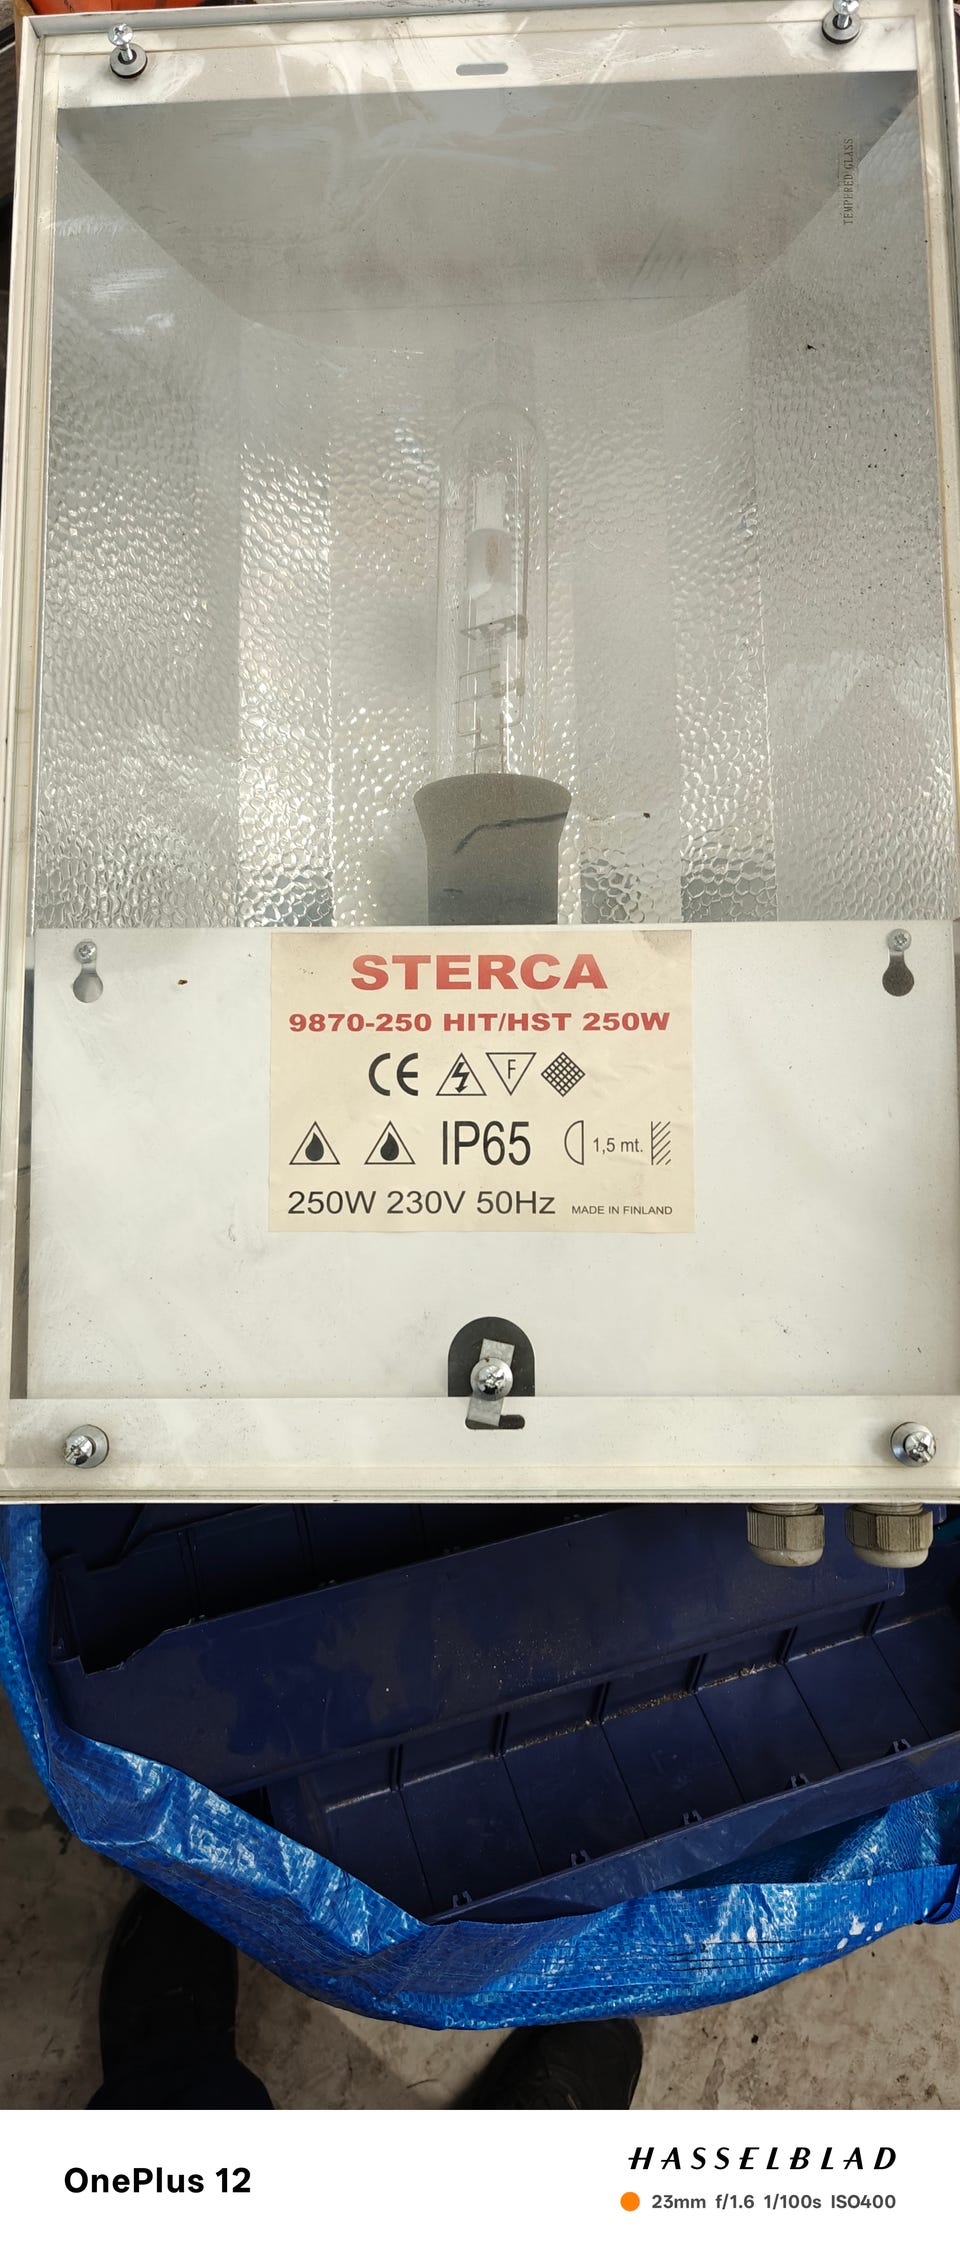 TEMPERED GLASS
STERCA
9870-250 HIT/HST 250W
CE F
IP65 1,5 mt.
250W 230V 50Hz MADE IN FINLAND
OnePlus 12
HASSELBLAD
23mm f/1.6 1/100s ISO400